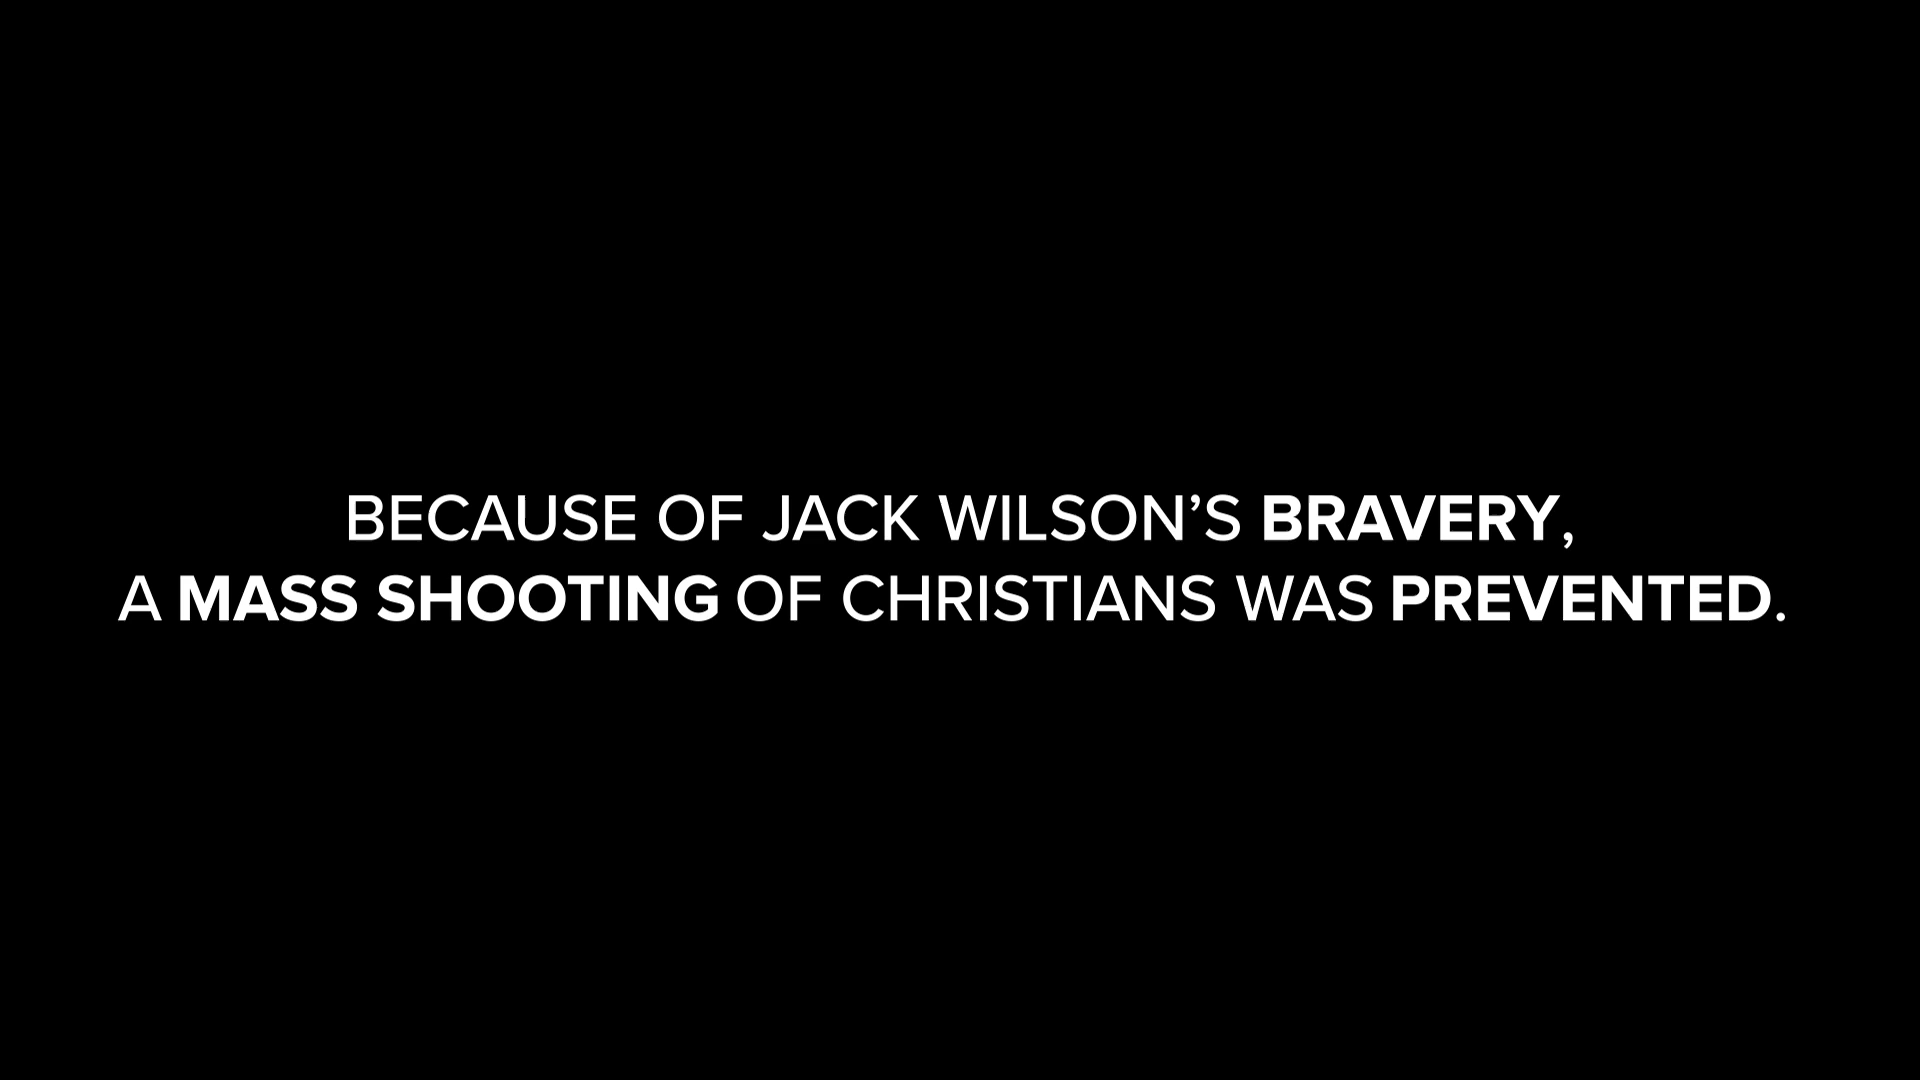 BECAUSE OF JACK WILSON’S BRAVERY,
A MASS SHOOTING OF CHRISTIANS WAS PREVENTED.